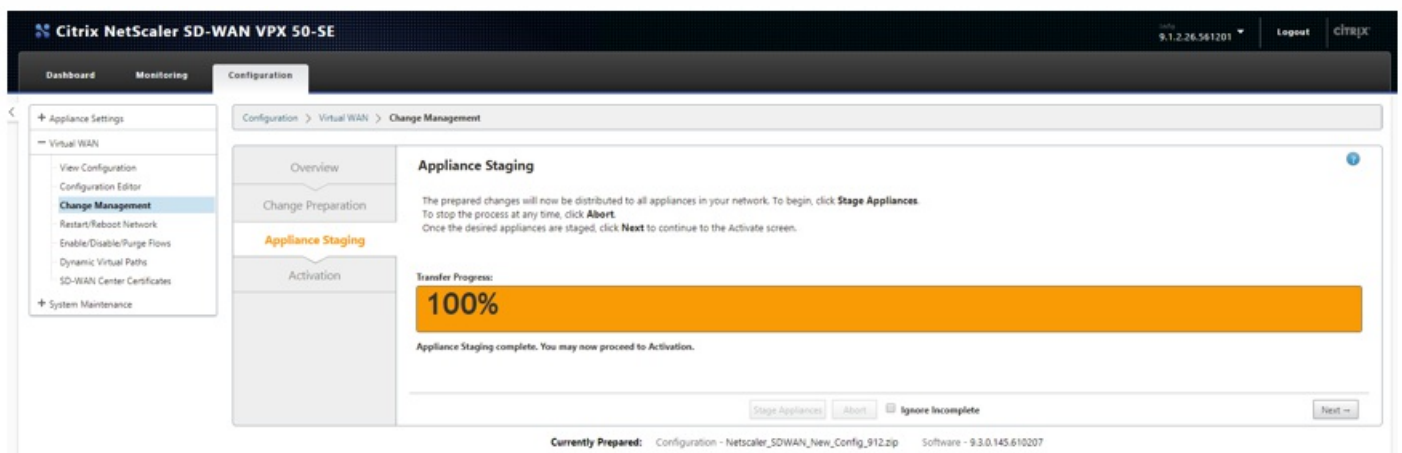 Citrix NetScaler SD-WAN VPX 50-SE
9.1.2.26.561201
Logout
CITRIX
Dashboard
Monitoring
Configuration
+ Appliance Settings
− Virtual WAN
View Configuration
Configuration Editor
Change Management
Restart/Reboot Network
Enable/Disable/Purge Flows
Dynamic Virtual Paths
SD-WAN Center Certificates
+ System Maintenance
Configuration > Virtual WAN > Change Management
Overview
Change Preparation
Appliance Staging
Activation
Appliance Staging
?
The prepared changes will now be distributed to all appliances in your network. To begin, click Stage Appliances.
To stop the process at any time, click Abort.
Once the desired appliances are staged, click Next to continue to the Activate screen.
Transfer Progress:
100%
Appliance Staging complete. You may now proceed to Activation.
Stage Appliances
Abort
Ignore Incomplete
Next →
Currently Prepared: Configuration - Netscaler_SDWAN_New_Config_912.zip Software - 9.3.0.145.610207